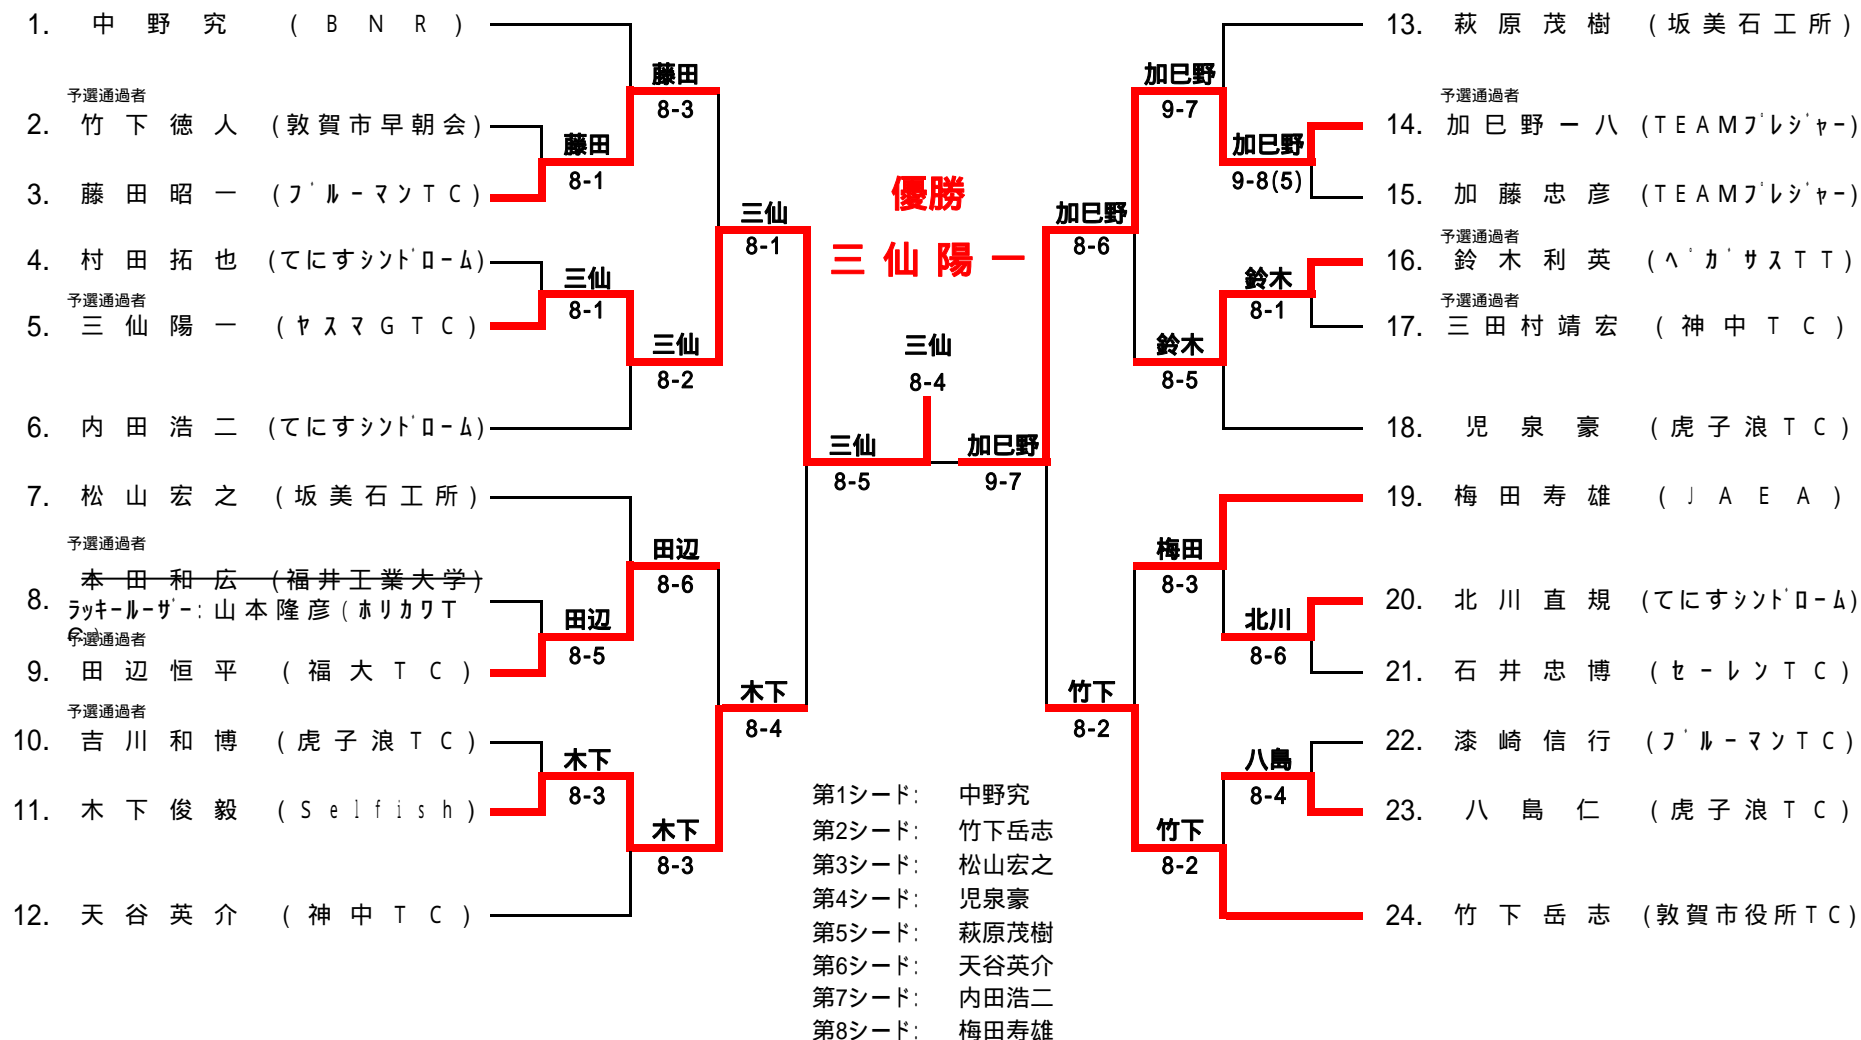 1. 中野究 (BNR)
予選通過者
2. 竹下徳人 (敦賀市早朝会)
3. 藤田昭一 (ブルーマンTC)
4. 村田拓也 (てにすシンドローム)
予選通過者
5. 三仙陽一 (ヤスマGTC)
6. 内田浩二 (てにすシンドローム)
7. 松山宏之 (坂美石工所)
予選通過者
8. 本田和広 (福井工業大学)
ラッキールーザー: 山本隆彦 (ホリカワT
C)
予選通過者
9. 田辺恒平 (福大TC)
予選通過者
10. 吉川和博 (虎子浪TC)
11. 木下俊毅 (Selfish)
12. 天谷英介 (神中TC)
藤田
8-1
三仙
8-1
田辺
8-5
木下
8-3
藤田
8-3
三仙
8-2
田辺
8-6
木下
8-3
三仙
8-1
木下
8-4
三仙
8-5
優勝
三仙陽一
三仙
8-4
加巳野
9-7
加巳野
8-6
竹下
8-2
加巳野
9-7
鈴木
8-5
梅田
8-3
竹下
8-2
加巳野
9-8(5)
鈴木
8-1
北川
8-6
八島
8-4
13. 萩原茂樹 (坂美石工所)
予選通過者
14. 加巳野一八 (TEAMプレジャー)
15. 加藤忠彦 (TEAMプレジャー)
予選通過者
16. 鈴木利英 (ペガサスTT)
予選通過者
17. 三田村靖宏 (神中TC)
18. 児泉豪 (虎子浪TC)
19. 梅田寿雄 (JAEA)
20. 北川直規 (てにすシンドローム)
21. 石井忠博 (セーレンTC)
22. 漆崎信行 (ブルーマンTC)
23. 八島仁 (虎子浪TC)
24. 竹下岳志 (敦賀市役所TC)
第1シード: 中野究
第2シード: 竹下岳志
第3シード: 松山宏之
第4シード: 児泉豪
第5シード: 萩原茂樹
第6シード: 天谷英介
第7シード: 内田浩二
第8シード: 梅田寿雄